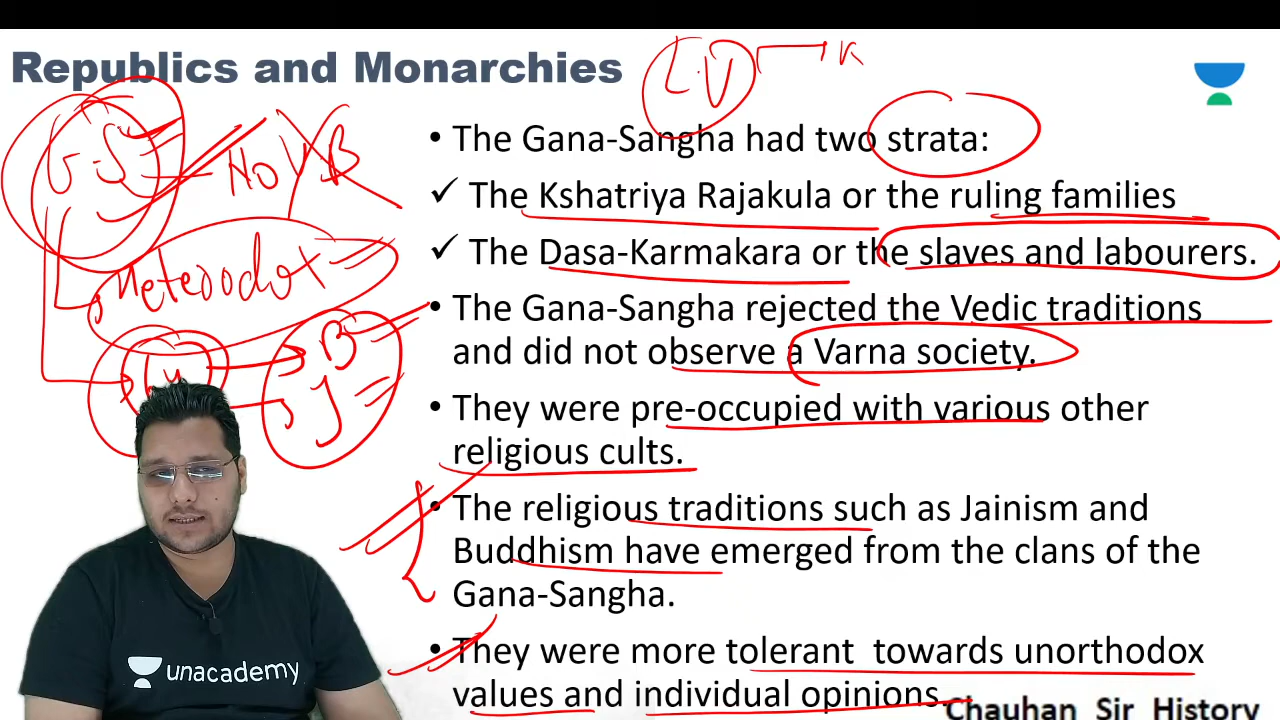 Republics and Monarchies
L.V
K
G-S
No
B
Heterodox
B
J
• The Gana-Sangha had two strata:
✓ The Kshatriya Rajakula or the ruling families
✓ The Dasa-Karmakara or the slaves and labourers.
• The Gana-Sangha rejected the Vedic traditions
and did not observe a Varna society.
• They were pre-occupied with various other
religious cults.
• The religious traditions such as Jainism and
Buddhism have emerged from the clans of the
Gana-Sangha.
• They were more tolerant towards unorthodox
values and individual opinions.
unacademy
Chauhan Sir History